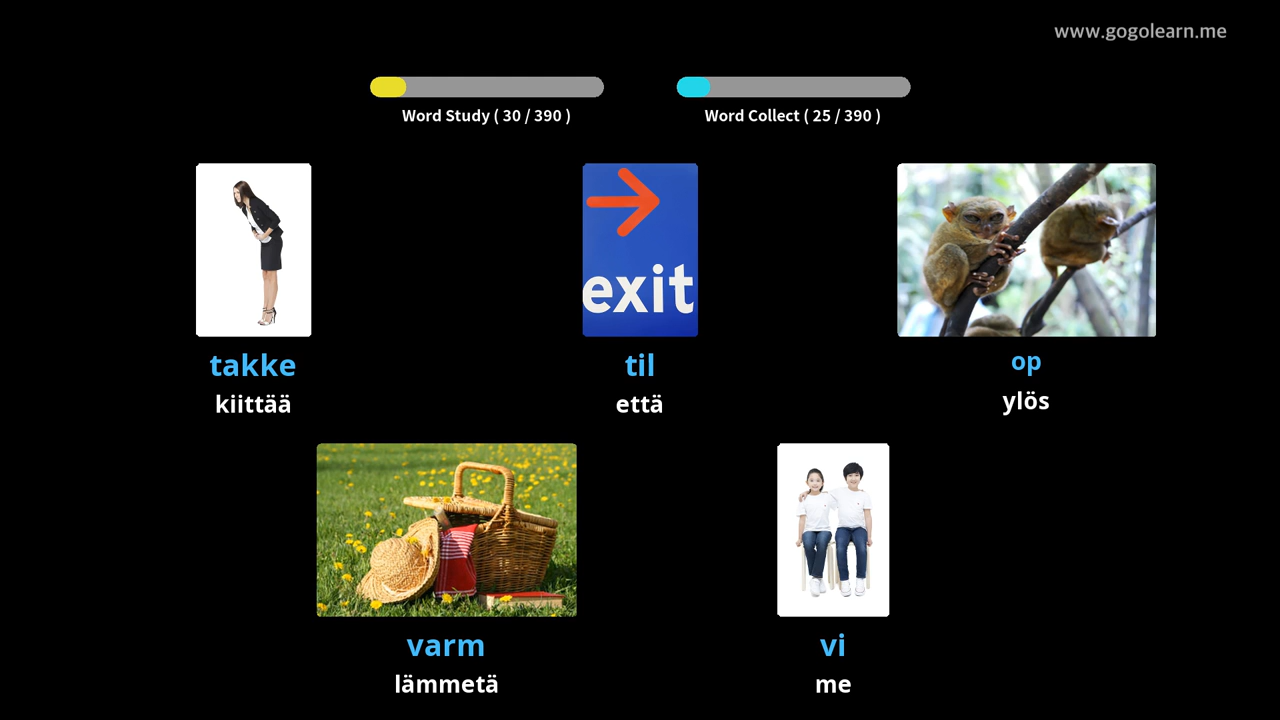 www.gogolearn.me
Word Study ( 30 / 390 )
Word Collect ( 25 / 390 )
exit
takke
kiittää
til
että
op
ylös
varm
lämmetä
vi
me